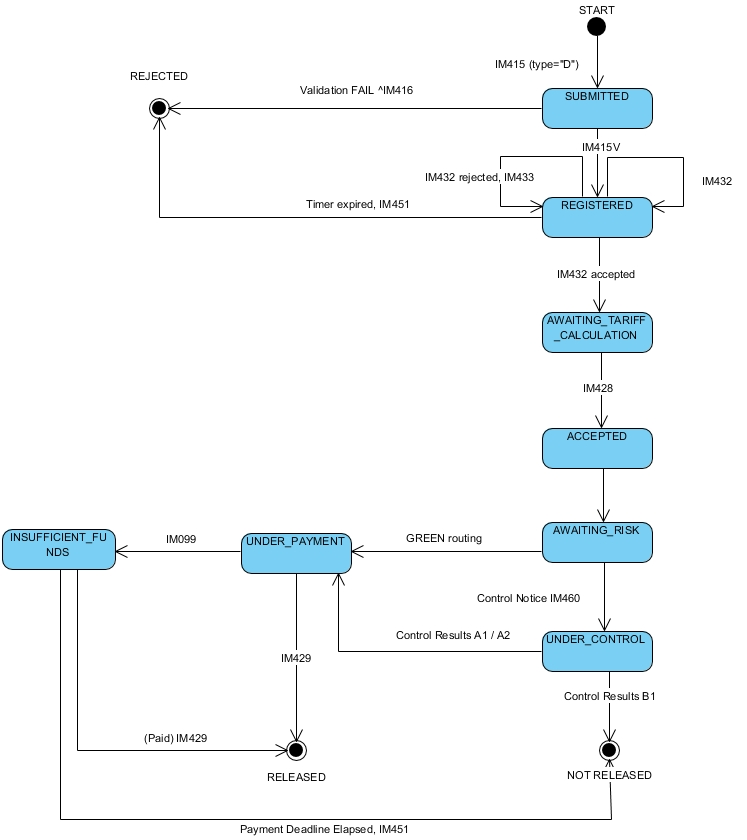 START
IM415 (type="D")
REJECTED
Validation FAIL ^IM416
SUBMITTED
IM415V
IM432 rejected, IM433
IM432
Timer expired, IM451
REGISTERED
IM432 accepted
AWAITING_TARIFF
_CALCULATION
IM428
ACCEPTED
AWAITING_RISK
GREEN routing
UNDER_PAYMENT
IM099
INSUFFICIENT_FU
NDS
Control Notice IM460
UNDER_CONTROL
Control Results A1 / A2
IM429
Control Results B1
(Paid) IM429
RELEASED
NOT RELEASED
Payment Deadline Elapsed, IM451